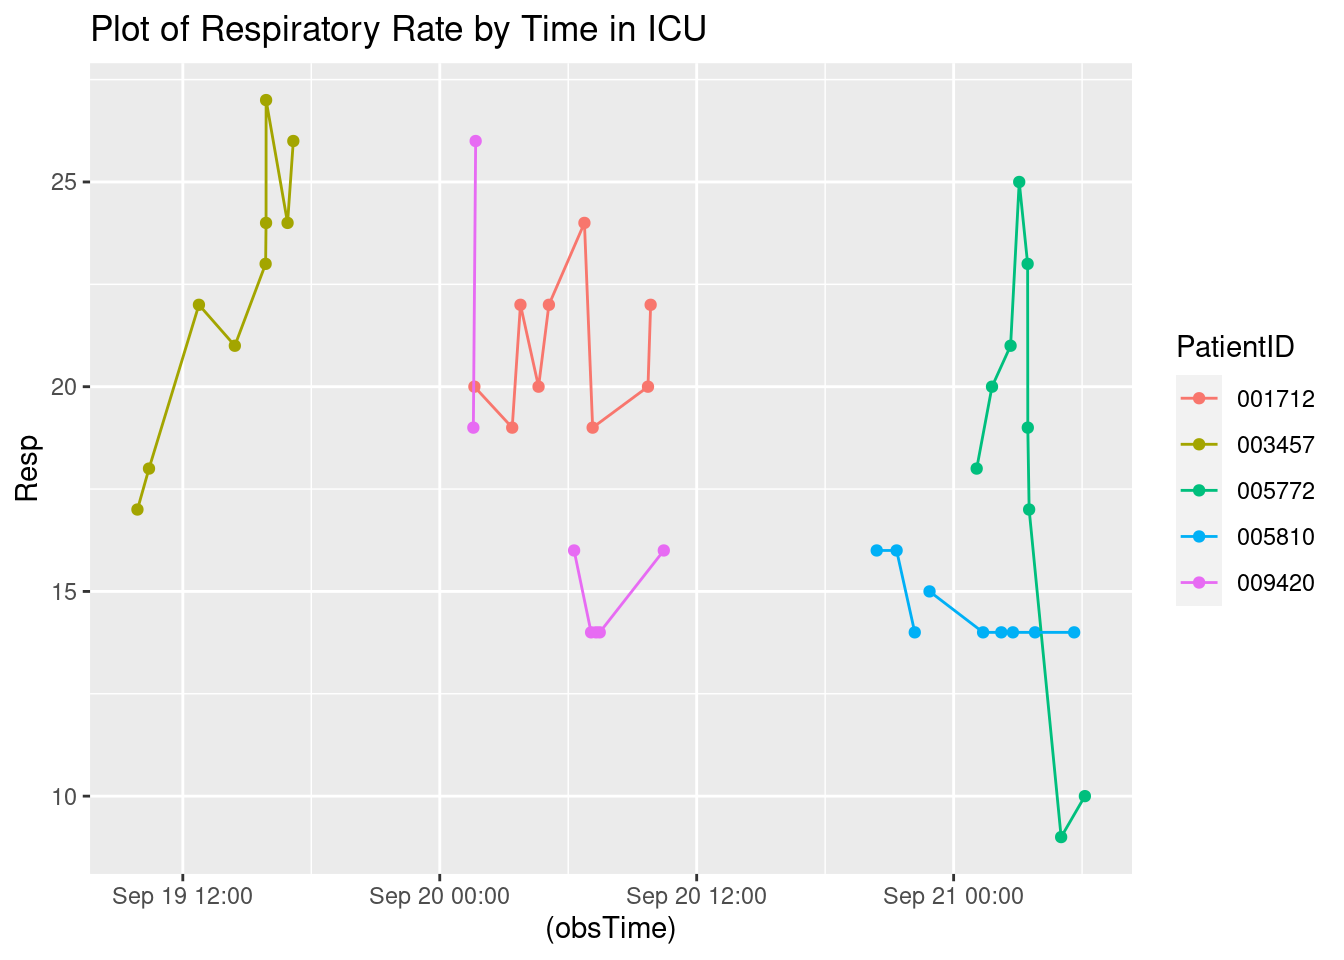 Plot of Respiratory Rate by Time in ICU
Resp
25
20
15
10
Sep 19 12:00
Sep 20 00:00
Sep 20 12:00
Sep 21 00:00
(obsTime)
PatientID
001712
003457
005772
005810
009420